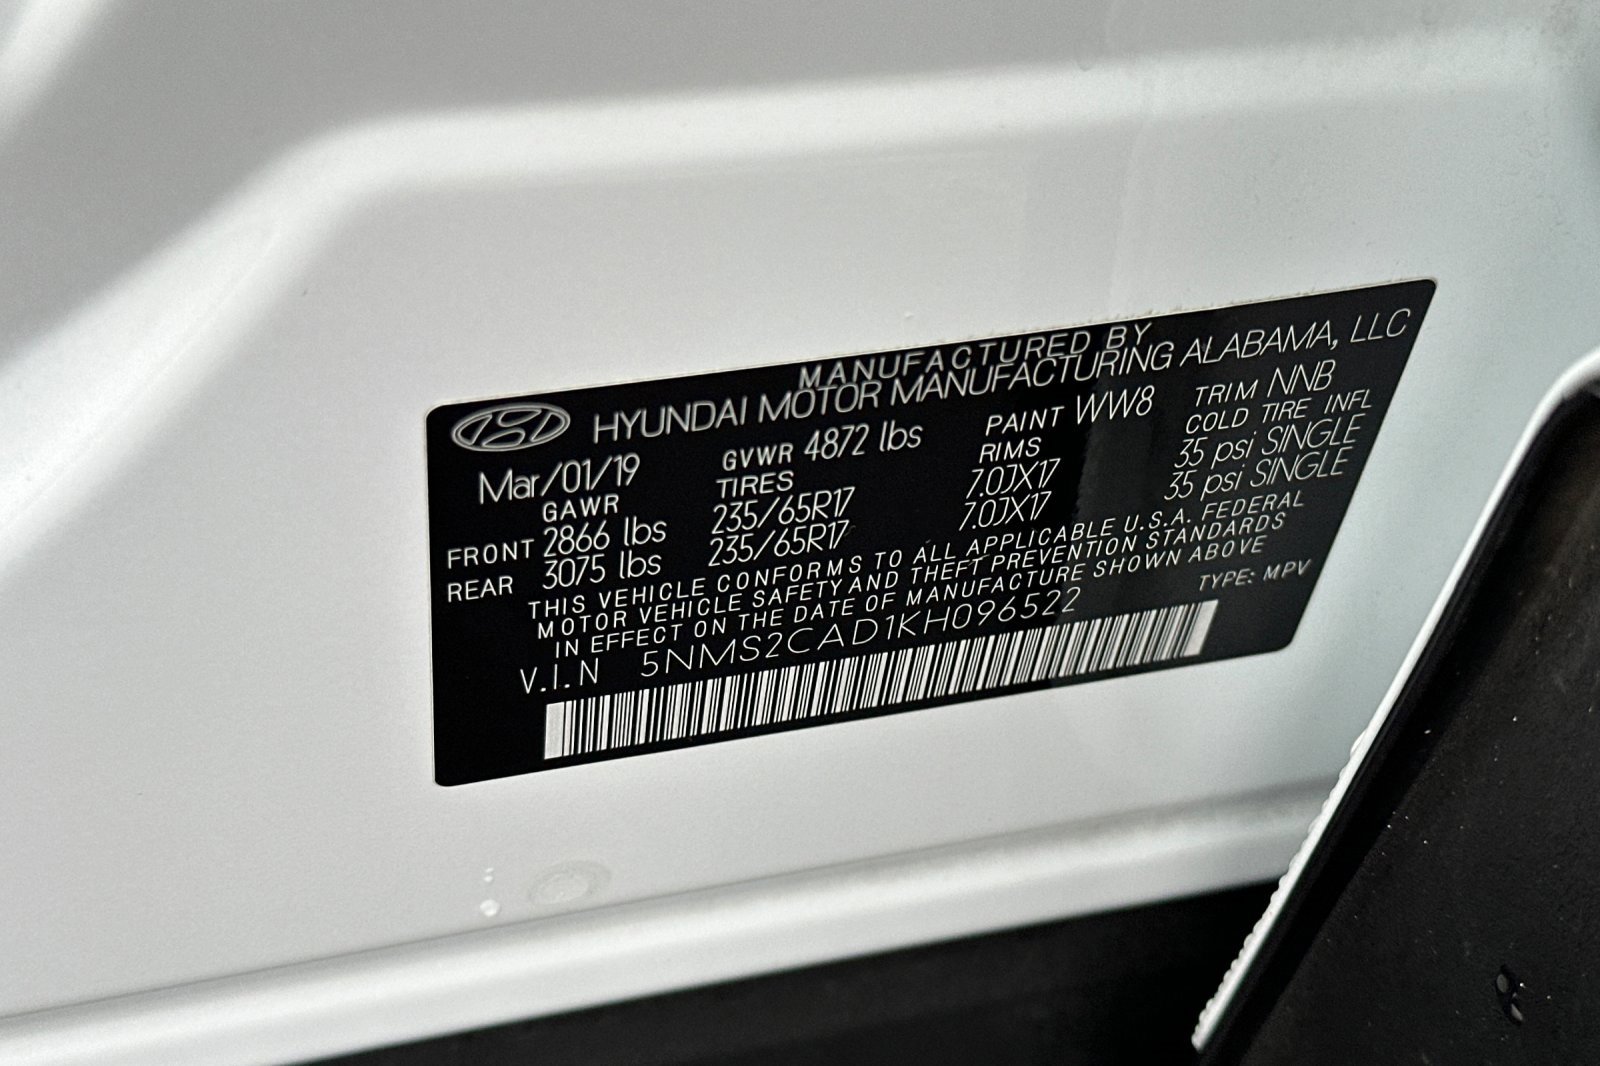 MANUFACTURED BY
HYUNDAI MOTOR MANUFACTURING ALABAMA, LLC
Mar/01/19 GVWR 4872 lbs PAINT WW8 TRIM NNB
GAWR TIRES RIMS COLD TIRE INFL
FRONT 2866 lbs 235/65R17 7.0JX17 35 psi SINGLE
REAR 3075 lbs 235/65R17 7.0JX17 35 psi SINGLE
THIS VEHICLE CONFORMS TO ALL APPLICABLE U.S.A. FEDERAL
MOTOR VEHICLE SAFETY AND THEFT PREVENTION STANDARDS
IN EFFECT ON THE DATE OF MANUFACTURE SHOWN ABOVE
V.I.N 5NMS2CAD1KH096522 TYPE: MPV